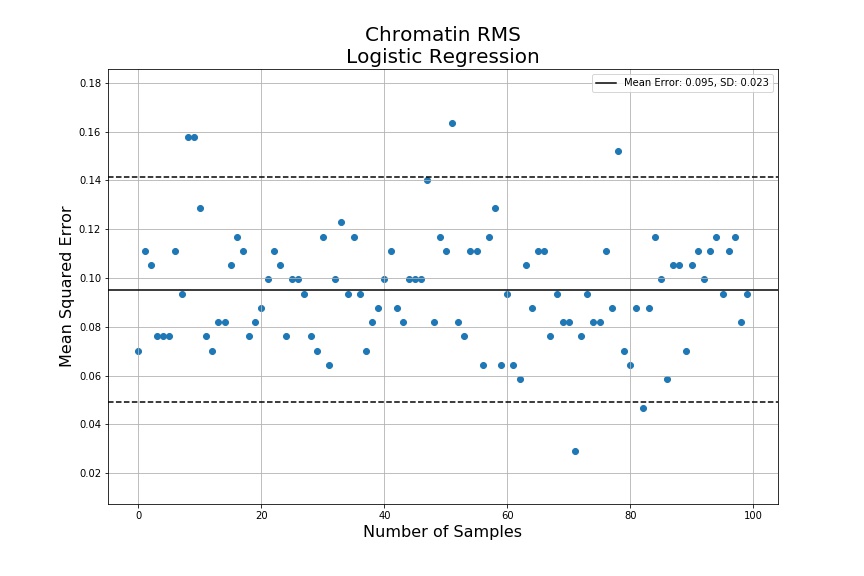 Chromatin RMS
Logistic Regression
Mean Error: 0.095, SD: 0.023
0.18
0.16
0.14
0.12
0.10
0.08
0.06
0.04
0.02
Mean Squared Error
0 20 40 60 80 100
Number of Samples